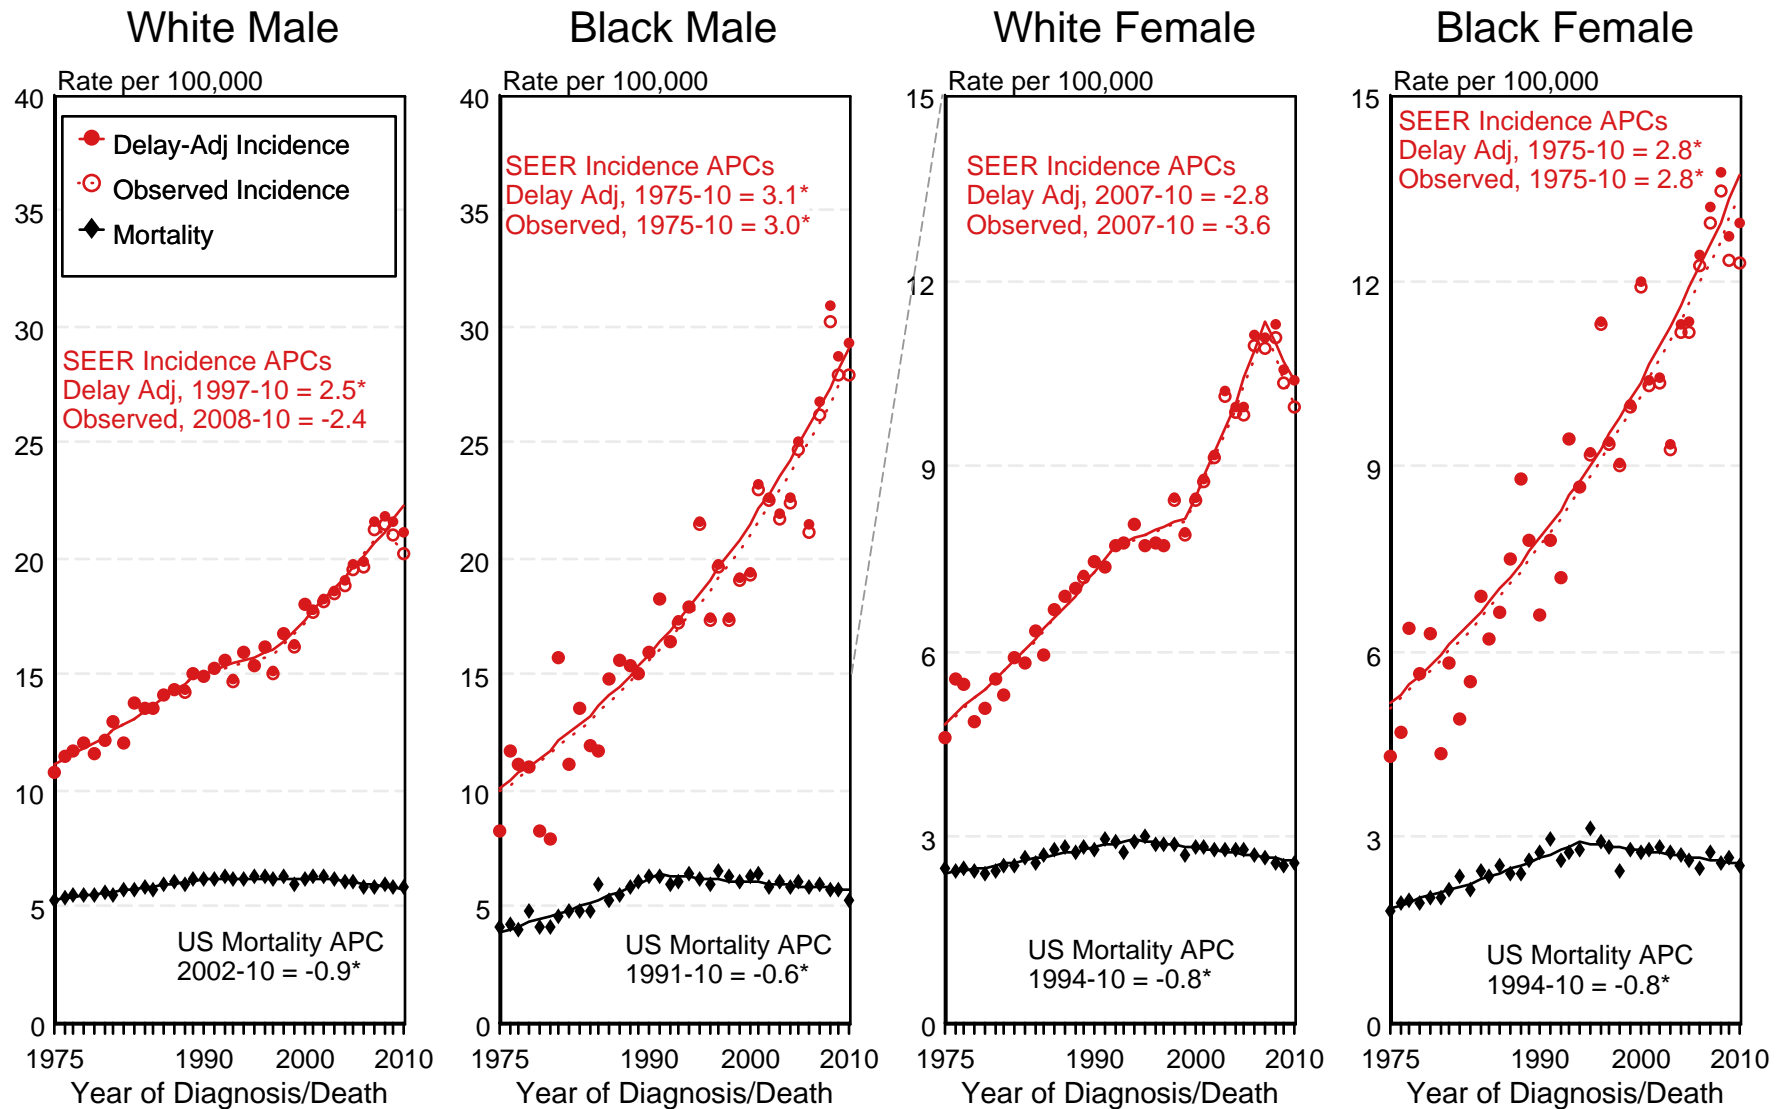 White Male
Black Male
White Female
Black Female
Rate per 100,000
40
35
30
25
20
15
10
5
0
Delay-Adj Incidence
Observed Incidence
Mortality
SEER Incidence APCs
Delay Adj, 1997-10 = 2.5*
Observed, 2008-10 = -2.4
US Mortality APC
2002-10 = -0.9*
1975
1990
2000
2010
Year of Diagnosis/Death
Rate per 100,000
40
35
30
25
20
15
10
5
0
SEER Incidence APCs
Delay Adj, 1975-10 = 3.1*
Observed, 1975-10 = 3.0*
US Mortality APC
1991-10 = -0.6*
1975
1990
2000
2010
Year of Diagnosis/Death
Rate per 100,000
15
12
9
6
3
0
SEER Incidence APCs
Delay Adj, 2007-10 = -2.8
Observed, 2007-10 = -3.6
US Mortality APC
1994-10 = -0.8*
1975
1990
2000
2010
Year of Diagnosis/Death
Rate per 100,000
15
12
9
6
3
0
SEER Incidence APCs
Delay Adj, 1975-10 = 2.8*
Observed, 1975-10 = 2.8*
US Mortality APC
1994-10 = -0.8*
1975
1990
2000
2010
Year of Diagnosis/Death